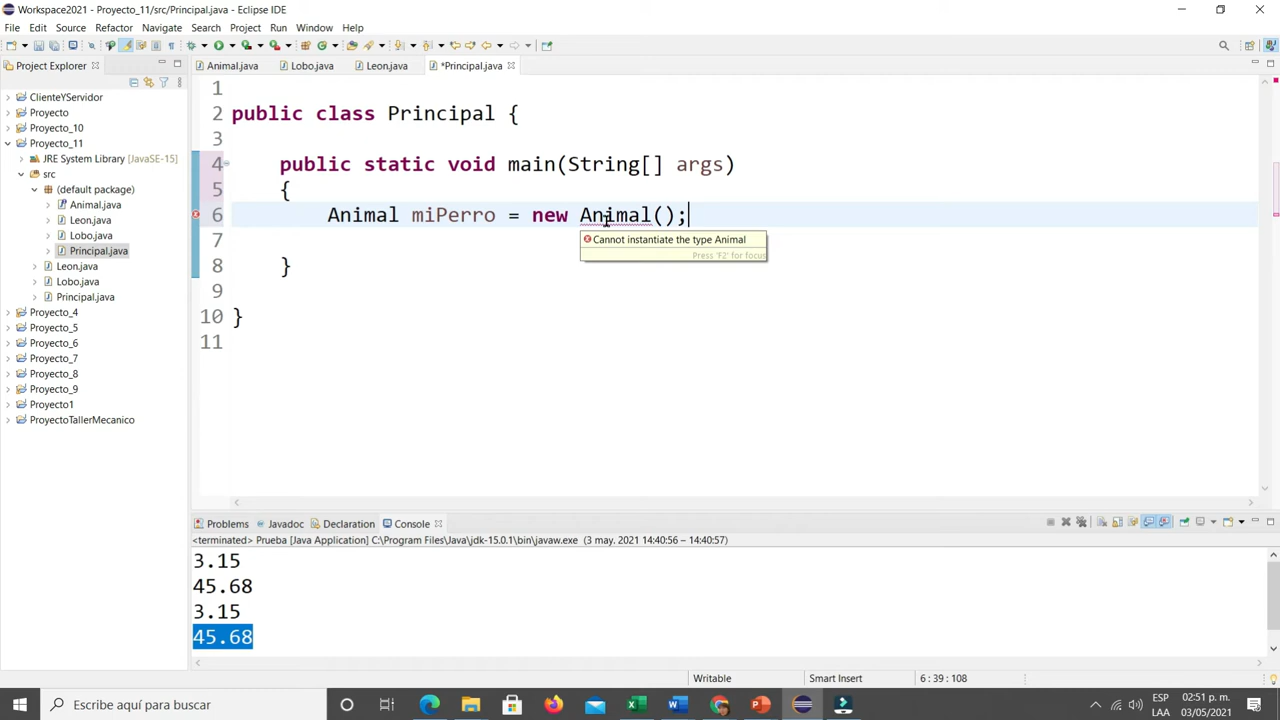 Workspace2021 - Proyecto_11/src/Principal.java - Eclipse IDE
File Edit Source Refactor Navigate Search Project Run Window Help
Project Explorer
Animal.java Lobo.java Leon.java *Principal.java
ClienteYServidor
Proyecto
Proyecto_10
Proyecto_11
JRE System Library [JavaSE-15]
src
(default package)
Animal.java
Leon.java
Lobo.java
Principal.java
Leon.java
Lobo.java
Principal.java
Proyecto_4
Proyecto_5
Proyecto_6
Proyecto_7
Proyecto_8
Proyecto_9
Proyecto1
ProyectoTallerMecanico
1
2 public class Principal {
3
4 public static void main(String[] args)
5 {
6 Animal miPerro = new Animal();
7
8 }
9
10 }
11
Cannot instantiate the type Animal
Press 'F2' for focus
Problems Javadoc Declaration Console
<terminated> Prueba [Java Application] C:\Program Files\Java\jdk-15.0.1\bin\javaw.exe (3 may. 2021 14:40:56 – 14:40:57)
3.15
45.68
3.15
45.68
Writable Smart Insert 6 : 39 : 108
Escribe aquí para buscar
ESP 02:51 p. m.
LAA 03/05/2021